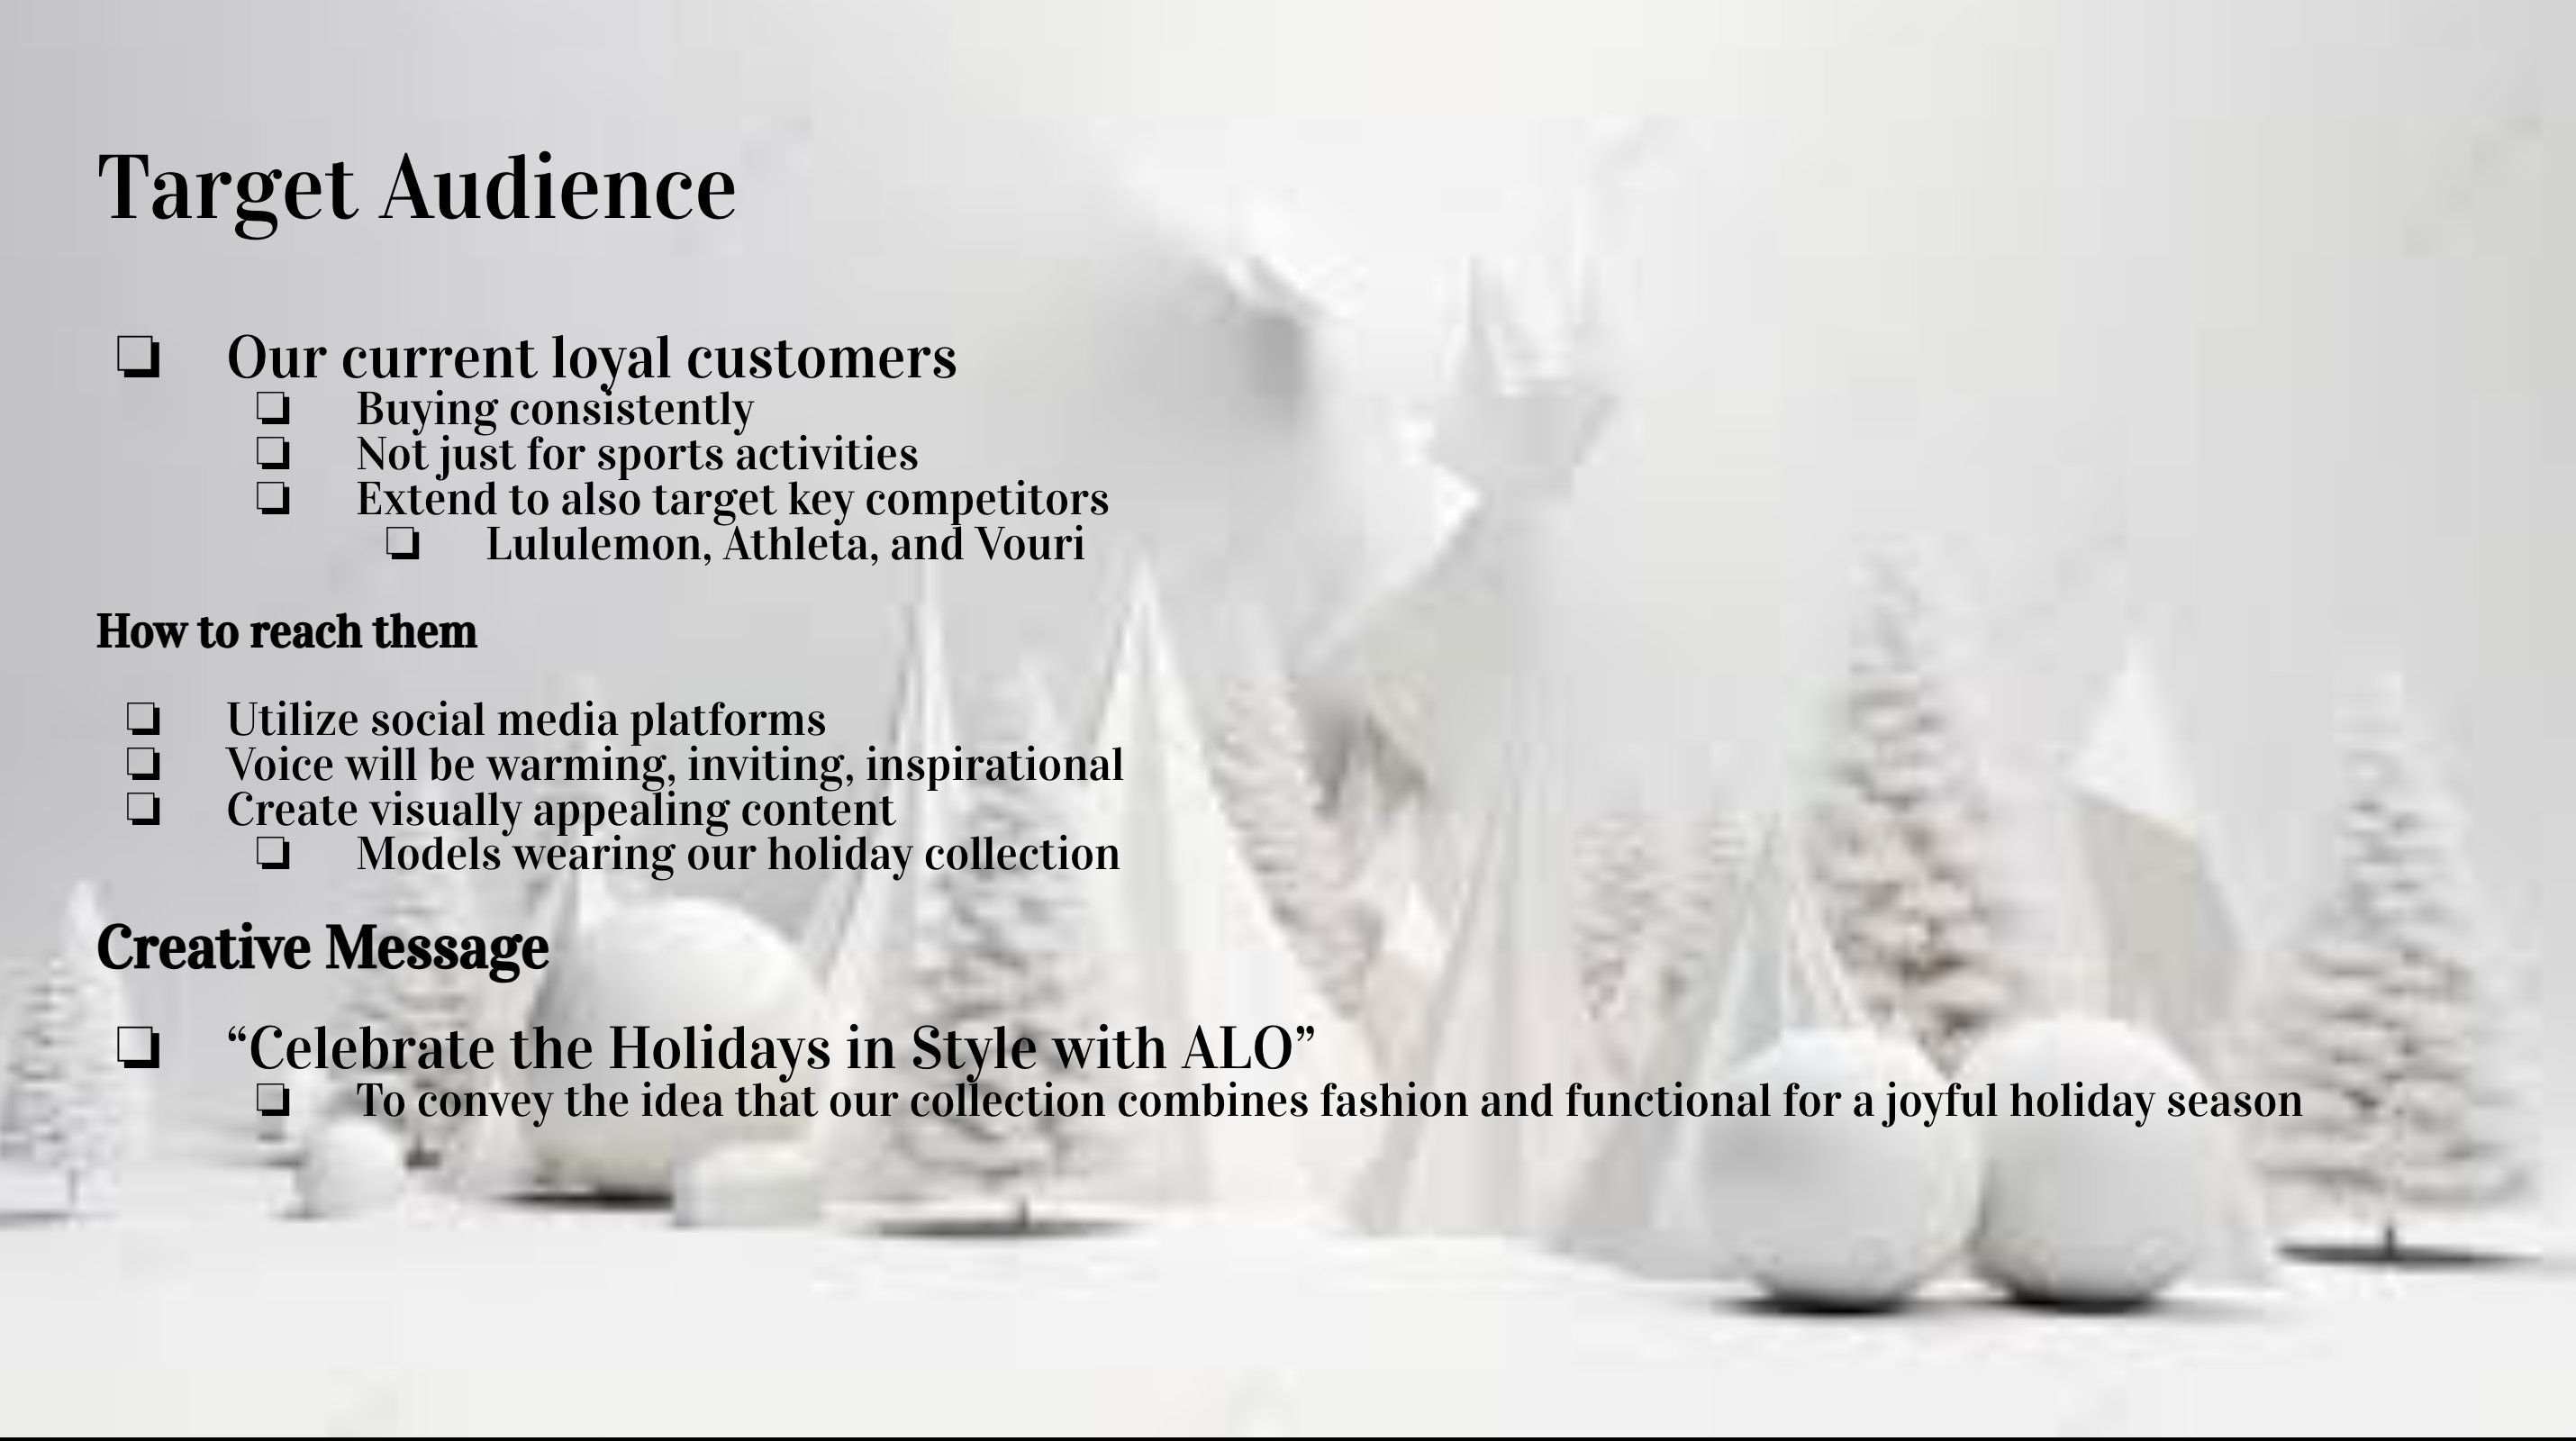 Target Audience
❏ Our current loyal customers
❏ Buying consistently
❏ Not just for sports activities
❏ Extend to also target key competitors
❏ Lululemon, Athleta, and Vouri
How to reach them
❏ Utilize social media platforms
❏ Voice will be warming, inviting, inspirational
❏ Create visually appealing content
❏ Models wearing our holiday collection
Creative Message
❏ “Celebrate the Holidays in Style with ALO”
❏ To convey the idea that our collection combines fashion and functional for a joyful holiday season